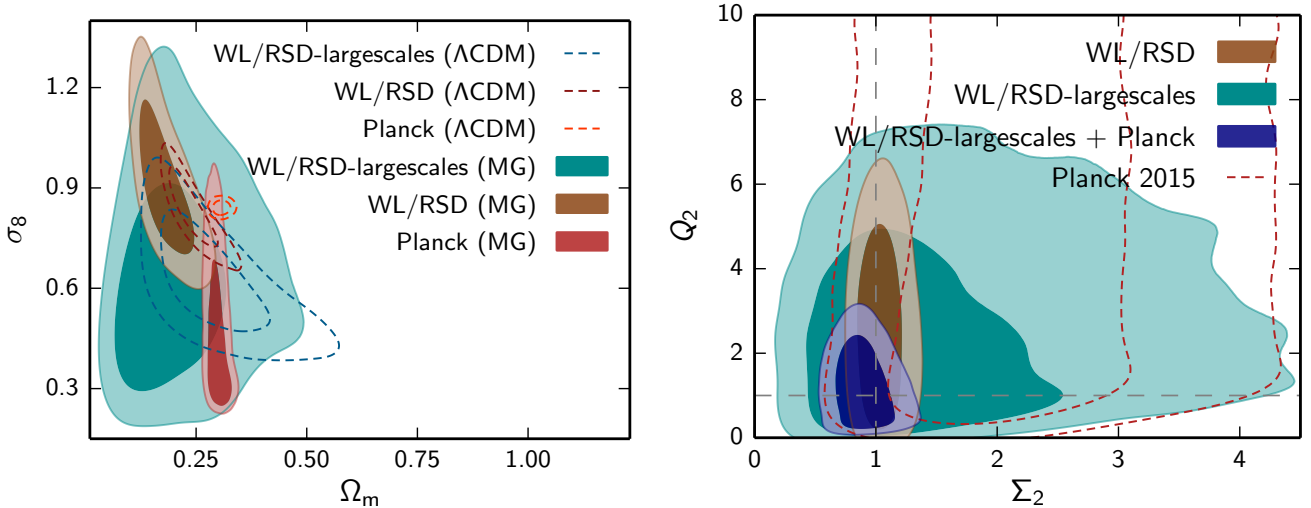 WL/RSD-largescales (ΛCDM)
WL/RSD (ΛCDM)
Planck (ΛCDM)
WL/RSD-largescales (MG)
WL/RSD (MG)
Planck (MG)
1.2
0.9
0.6
0.3
σ8
0.25 0.50 0.75 1.00
Ωm
WL/RSD
WL/RSD-largescales
WL/RSD-largescales + Planck
Planck 2015
10
8
6
4
2
0
Q2
0 1 2 3 4
Σ2